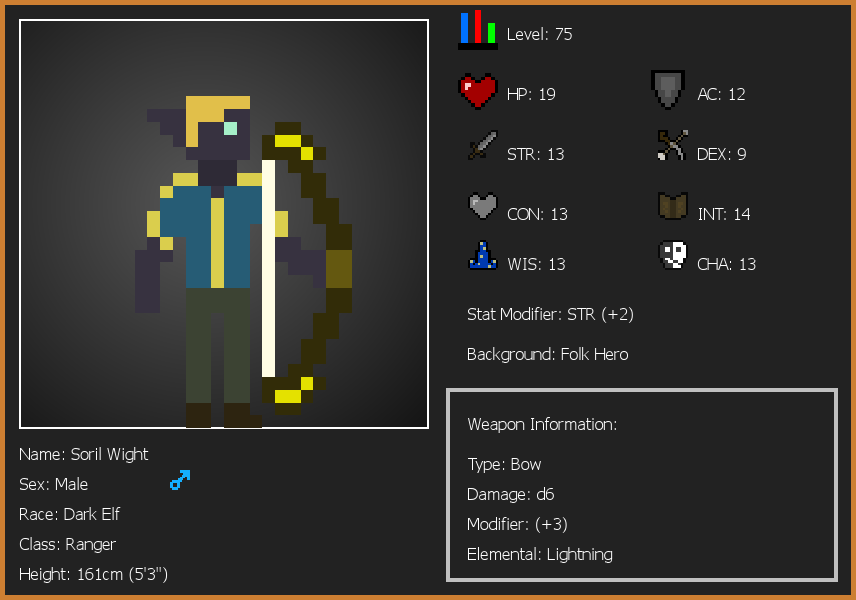 Level: 75
HP: 19
AC: 12
STR: 13
DEX: 9
CON: 13
INT: 14
WIS: 13
CHA: 13
Stat Modifier: STR (+2)
Background: Folk Hero
Weapon Information:
Type: Bow
Damage: d6
Modifier: (+3)
Elemental: Lightning
Name: Soril Wight
Sex: Male
Race: Dark Elf
Class: Ranger
Height: 161cm (5'3")